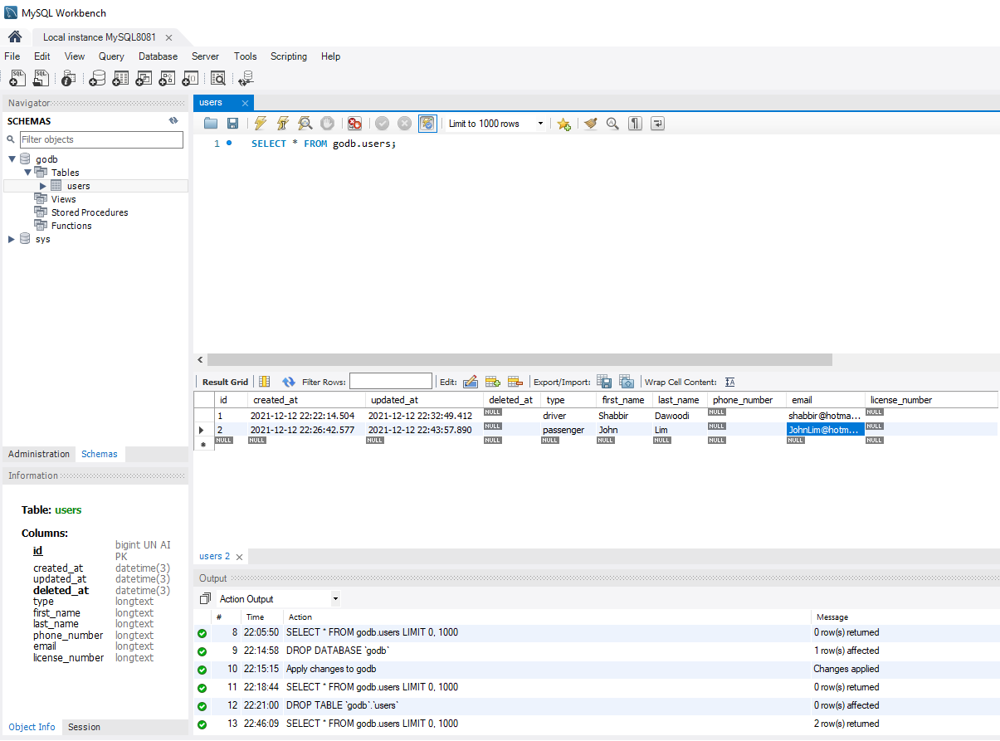 MySQL Workbench
Local instance MySQL8081
File Edit View Query Database Server Tools Scripting Help
Navigator
SCHEMAS
Filter objects
godb
Tables
users
Views
Stored Procedures
Functions
sys
Administration Schemas
Information
Table: users
Columns:
id bigint UN AI PK
created_at datetime(3)
updated_at datetime(3)
deleted_at datetime(3)
type longtext
first_name longtext
last_name longtext
phone_number longtext
email longtext
license_number longtext
Object Info Session
users
Limit to 1000 rows
1 SELECT * FROM godb.users;
Result Grid Filter Rows: Edit: Export/Import: Wrap Cell Content:
id created_at updated_at deleted_at type first_name last_name phone_number email license_number
1 2021-12-12 22:22:14.504 2021-12-12 22:32:49.412 NULL driver Shabbir Dawoodi NULL shabbir@hotma... NULL
2 2021-12-12 22:26:42.577 2021-12-12 22:43:57.890 NULL passenger John Lim NULL JohnLim@hotm... NULL
NULL NULL NULL NULL NULL NULL NULL NULL NULL NULL
users 2
Output
Action Output
# Time Action Message
8 22:05:50 SELECT * FROM godb.users LIMIT 0, 1000 0 row(s) returned
9 22:14:58 DROP DATABASE `godb` 1 row(s) affected
10 22:15:15 Apply changes to godb Changes applied
11 22:18:44 SELECT * FROM godb.users LIMIT 0, 1000 0 row(s) returned
12 22:21:00 DROP TABLE `godb`.`users` 0 row(s) affected
13 22:46:09 SELECT * FROM godb.users LIMIT 0, 1000 2 row(s) returned